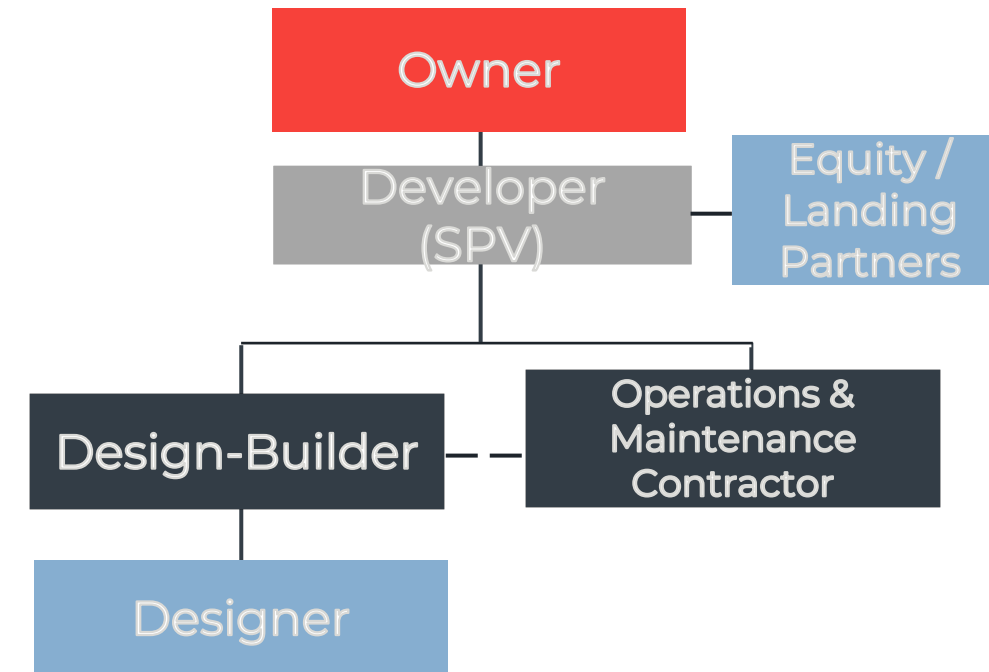 Owner
Developer
(SPV)
Equity /
Landing
Partners
Design-Builder
Operations &
Maintenance
Contractor
Designer